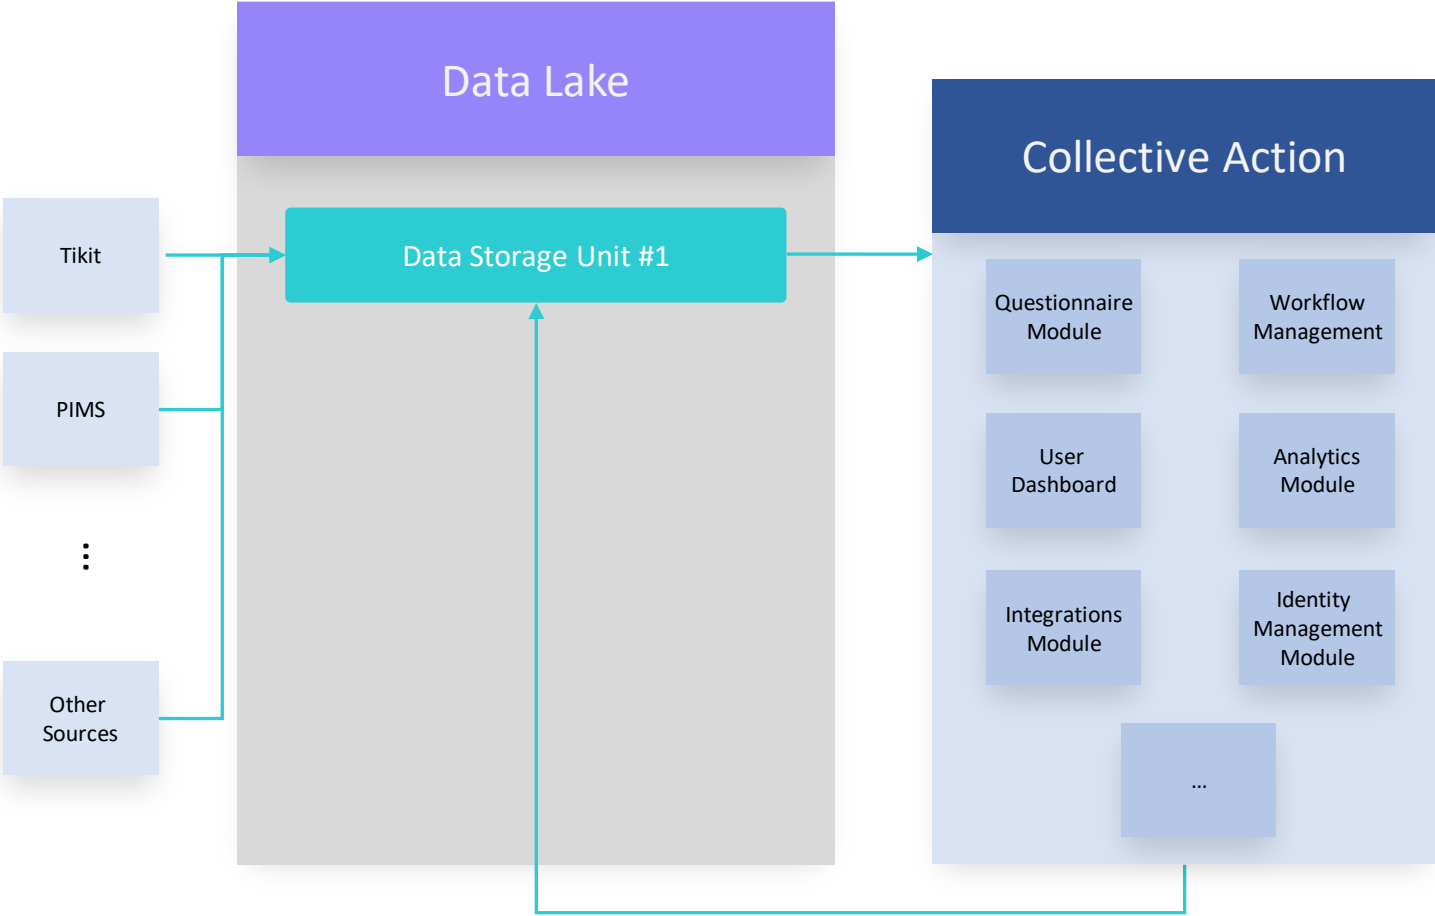 Data Lake
Collective Action
Tikit
Data Storage Unit #1
Questionnaire
Module
Workflow
Management
PIMS
User
Dashboard
Analytics
Module
⋮
Integrations
Module
Identity
Management
Module
Other
Sources
...